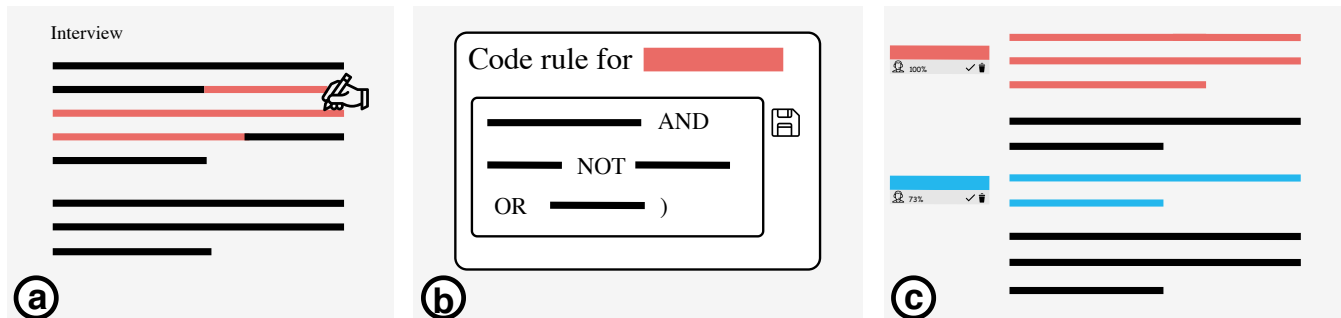 Interview
a
Code rule for
AND
NOT
OR )
b
100%
73%
c